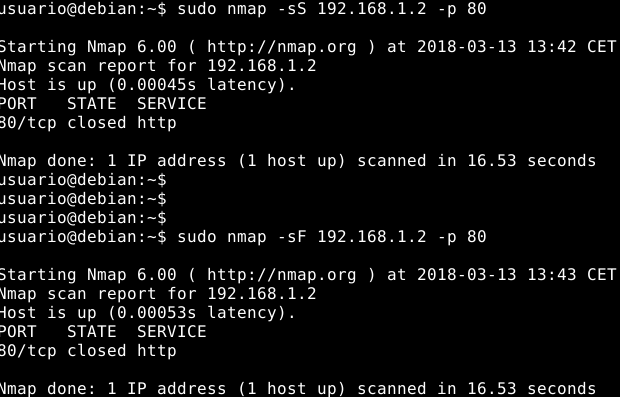 usuario@debian:~$ sudo nmap -sS 192.168.1.2 -p 80
Starting Nmap 6.00 ( http://nmap.org ) at 2018-03-13 13:42 CET
Nmap scan report for 192.168.1.2
Host is up (0.00045s latency).
PORT   STATE  SERVICE
80/tcp closed http
Nmap done: 1 IP address (1 host up) scanned in 16.53 seconds
usuario@debian:~$
usuario@debian:~$
usuario@debian:~$
usuario@debian:~$ sudo nmap -sF 192.168.1.2 -p 80
Starting Nmap 6.00 ( http://nmap.org ) at 2018-03-13 13:43 CET
Nmap scan report for 192.168.1.2
Host is up (0.00053s latency).
PORT   STATE  SERVICE
80/tcp closed http
Nmap done: 1 IP address (1 host up) scanned in 16.53 seconds